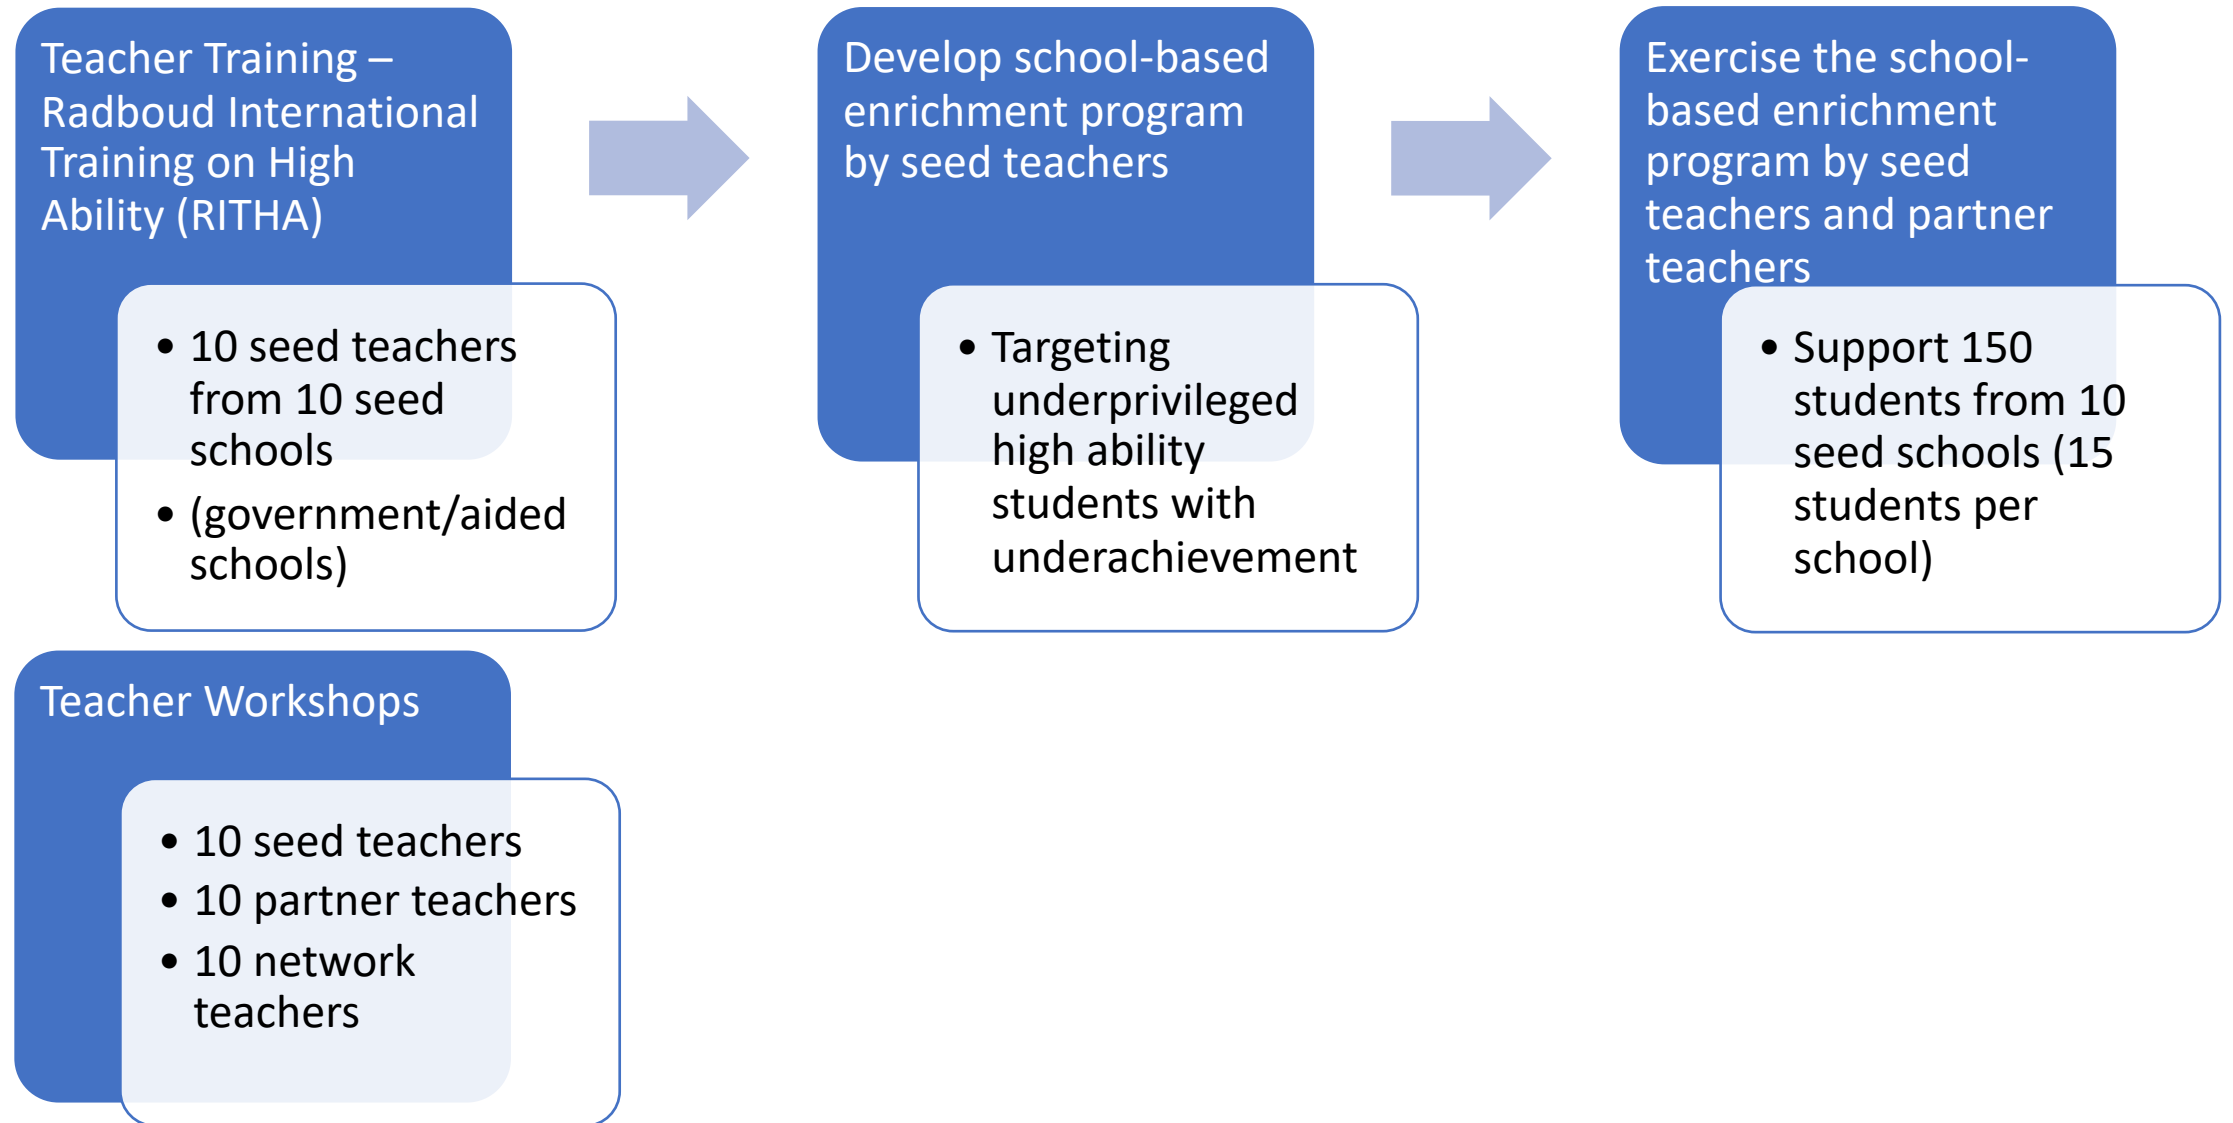 Teacher Training –
Radboud International
Training on High
Ability (RITHA)
• 10 seed teachers
from 10 seed
schools
• (government/aided
schools)
Develop school-based
enrichment program
by seed teachers
• Targeting
underprivileged
high ability
students with
underachievement
Exercise the school-
based enrichment
program by seed
teachers and partner
teachers
• Support 150
students from 10
seed schools (15
students per
school)
Teacher Workshops
• 10 seed teachers
• 10 partner teachers
• 10 network
teachers